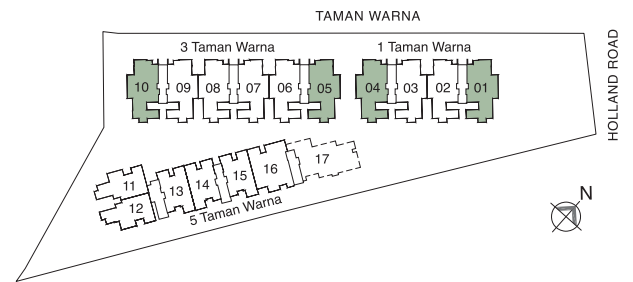 TAMAN WARNA
HOLLAND ROAD
3 Taman Warna
1 Taman Warna
10 09 08 07 06 05 04 03 02 01
11 12 13 14 15 16 17
5 Taman Warna
N